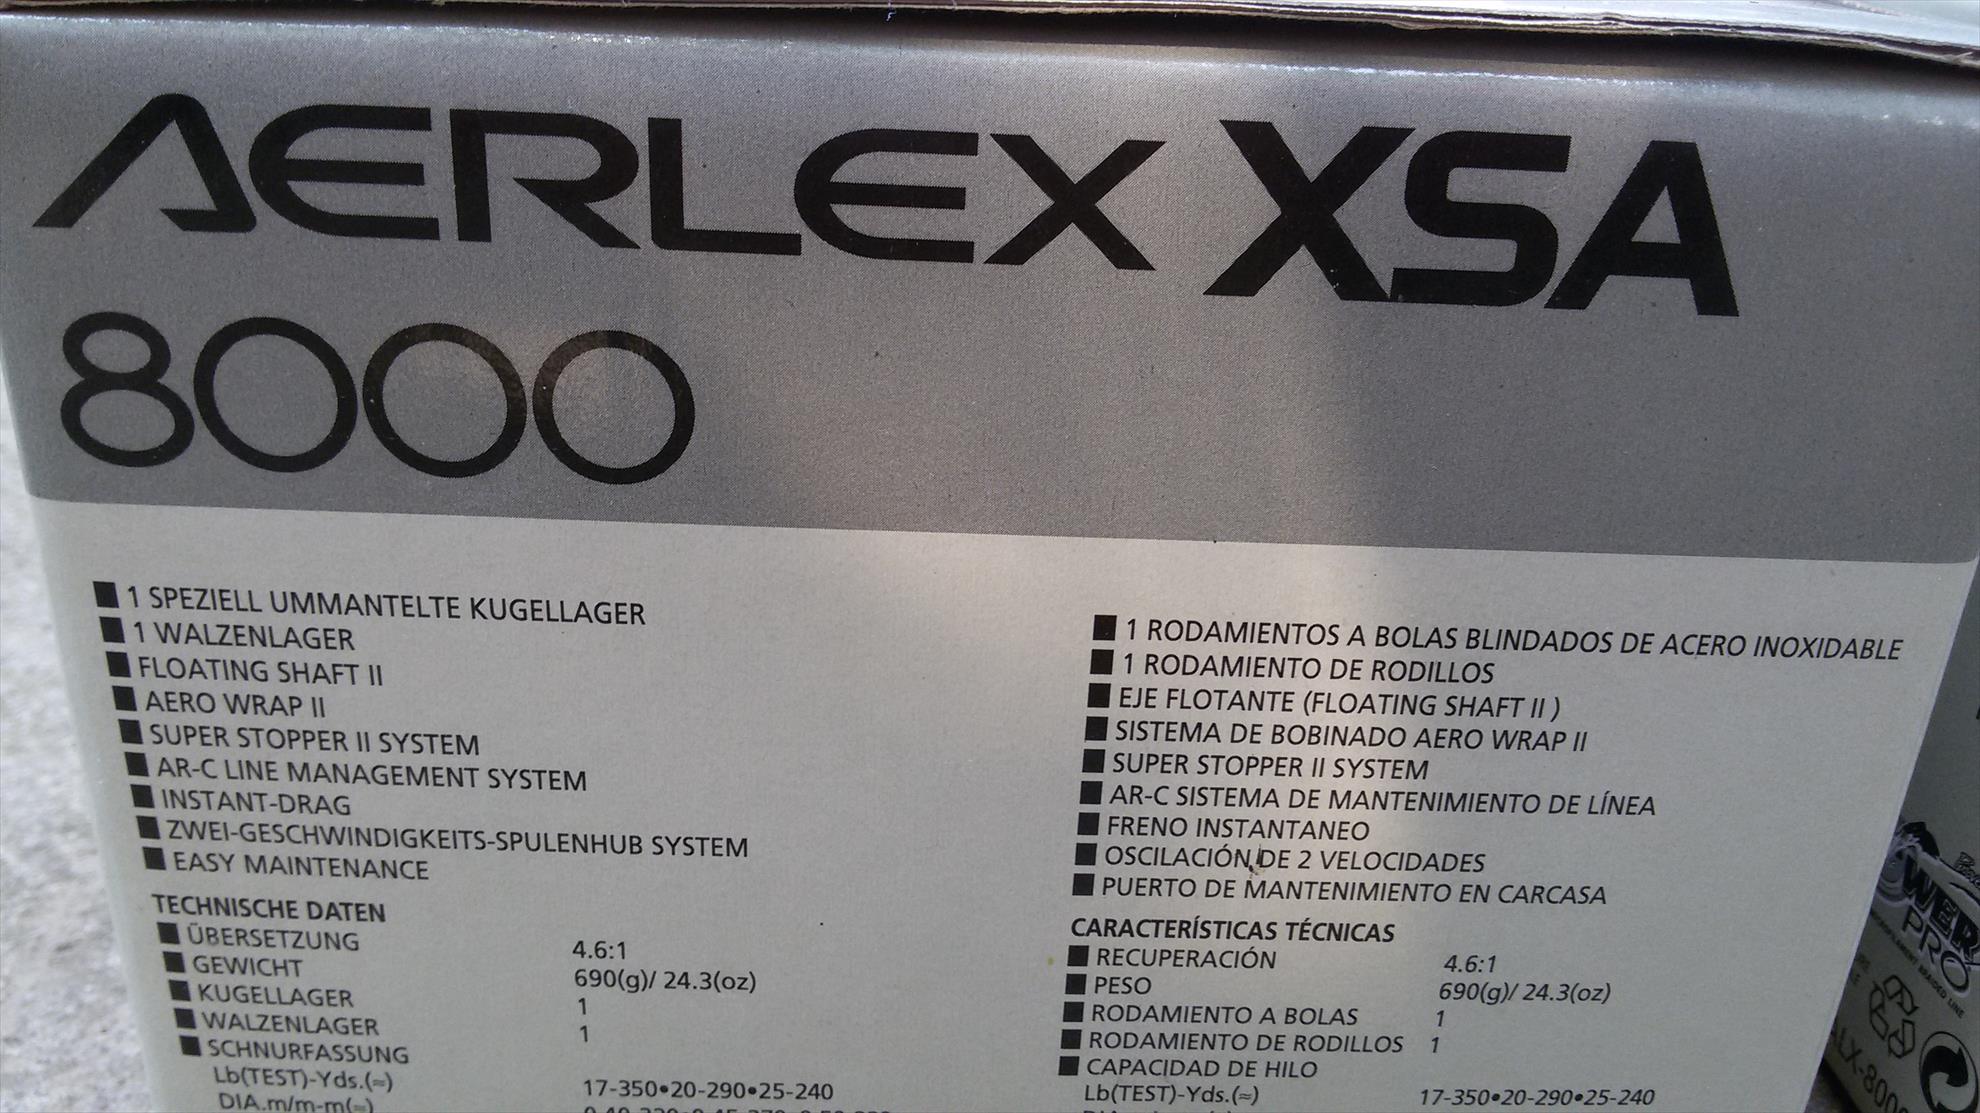 AERLEX XSA
8000
■ 1 SPEZIELL UMMANTELTE KUGELLAGER
■ 1 WALZENLAGER
■ FLOATING SHAFT II
■ AERO WRAP II
■ SUPER STOPPER II SYSTEM
■ AR-C LINE MANAGEMENT SYSTEM
■ INSTANT-DRAG
■ ZWEI-GESCHWINDIGKEITS-SPULENHUB SYSTEM
■ EASY MAINTENANCE
TECHNISCHE DATEN
■ ÜBERSETZUNG 4.6:1
■ GEWICHT 690(g)/ 24.3(oz)
■ KUGELLAGER 1
■ WALZENLAGER 1
■ SCHNURFASSUNG
Lb(TEST)-Yds.(≈) 17-350•20-290•25-240
DIA.m/m-m(≈)
■ 1 RODAMIENTOS A BOLAS BLINDADOS DE ACERO INOXIDABLE
■ 1 RODAMIENTO DE RODILLOS
■ EJE FLOTANTE (FLOATING SHAFT II )
■ SISTEMA DE BOBINADO AERO WRAP II
■ SUPER STOPPER II SYSTEM
■ AR-C SISTEMA DE MANTENIMIENTO DE LÍNEA
■ FRENO INSTANTANEO
■ OSCILACIÓN DE 2 VELOCIDADES
■ PUERTO DE MANTENIMIENTO EN CARCASA
CARACTERÍSTICAS TÉCNICAS
■ RECUPERACIÓN 4.6:1
■ PESO 690(g)/ 24.3(oz)
■ RODAMIENTO A BOLAS 1
■ RODAMIENTO DE RODILLOS 1
■ CAPACIDAD DE HILO
Lb(TEST)-Yds.(≈) 17-350•20-290•25-240
PRO
BRAIDED LINE